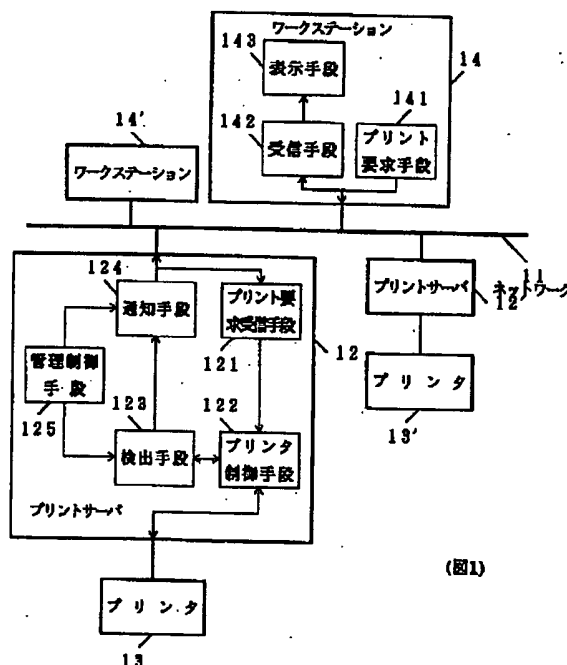 ワークステーション
143
表示手段
14
142
141
受信手段
プリント
要求手段
14'
ワークステーション
11
ネットワーク
124
通知手段
プリント要
求受信手段
121
12
プリントサーバ
12'
管理制御
手段
125
123
検出手段
122
プリンタ
制御手段
プリントサーバ
プリンタ
13'
プリンタ
13
(図1)